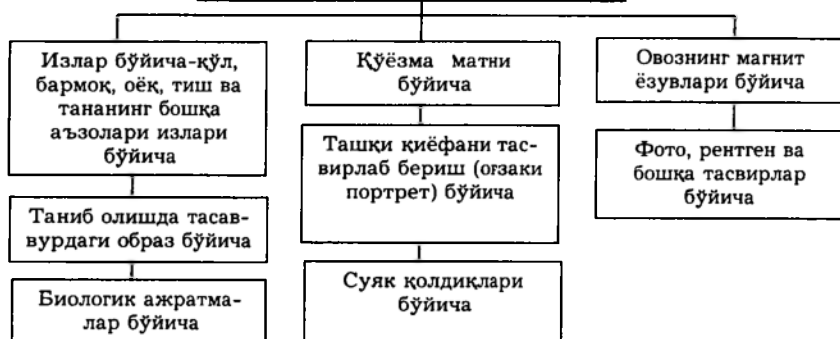 Излар бўйича-қўл,
бармоқ, оёқ, тиш ва
тананинг бошқа
аъзолари излари
бўйича
Таниб олишда тасав-
вурдаги образ бўйича
Биологик ажратма-
лар бўйича
Қўёзма матни
бўйича
Ташқи қиёфани тас-
вирлаб бериш (оғзаки
портрет) бўйича
Суяк қолдиқлари
бўйича
Овознинг магнит
ёзувлари бўйича
Фото, рентген ва
бошқа тасвирлар
бўйича